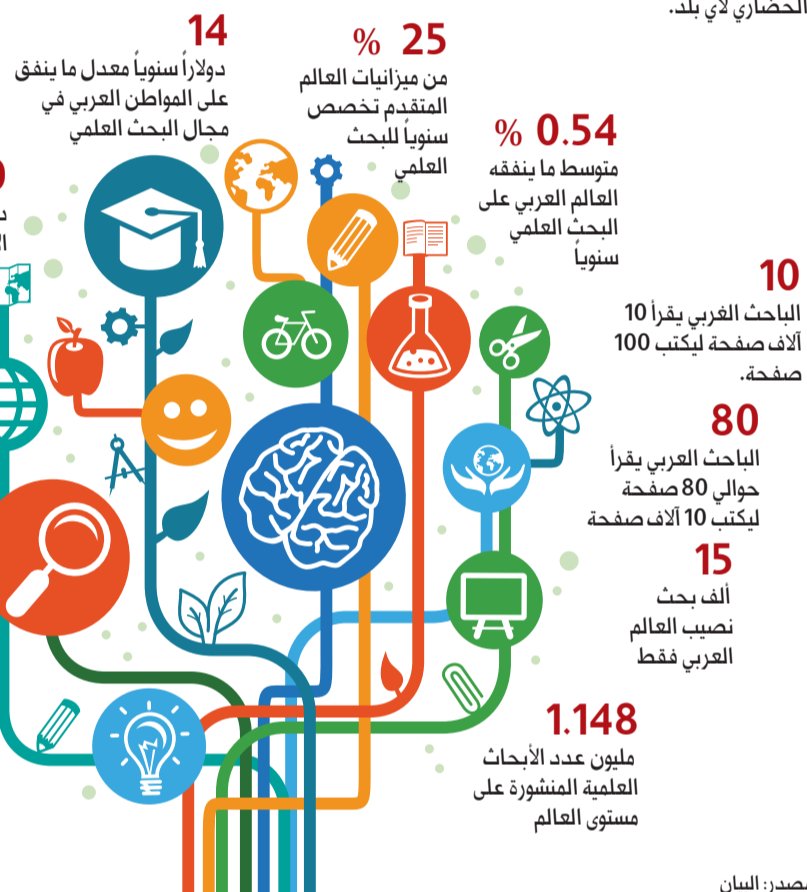 الحضاري لأي بلد.
% 25
من ميزانيات العالم
المتقدم تخصص
سنوياً للبحث
العلمي
14
دولاراً سنوياً معدل ما ينفق
على المواطن العربي في
مجال البحث العلمي
% 0.54
متوسط ما ينفقه
العالم العربي على
البحث العلمي
سنوياً
10
الباحث الغربي يقرأ 10
آلاف صفحة ليكتب 100
صفحة.
80
الباحث العربي يقرأ
حوالي 80 صفحة
ليكتب 10 آلاف صفحة
15
ألف بحث
نصيب العالم
العربي فقط
1.148
مليون عدد الأبحاث
العلمية المنشورة على
مستوى العالم
البيان